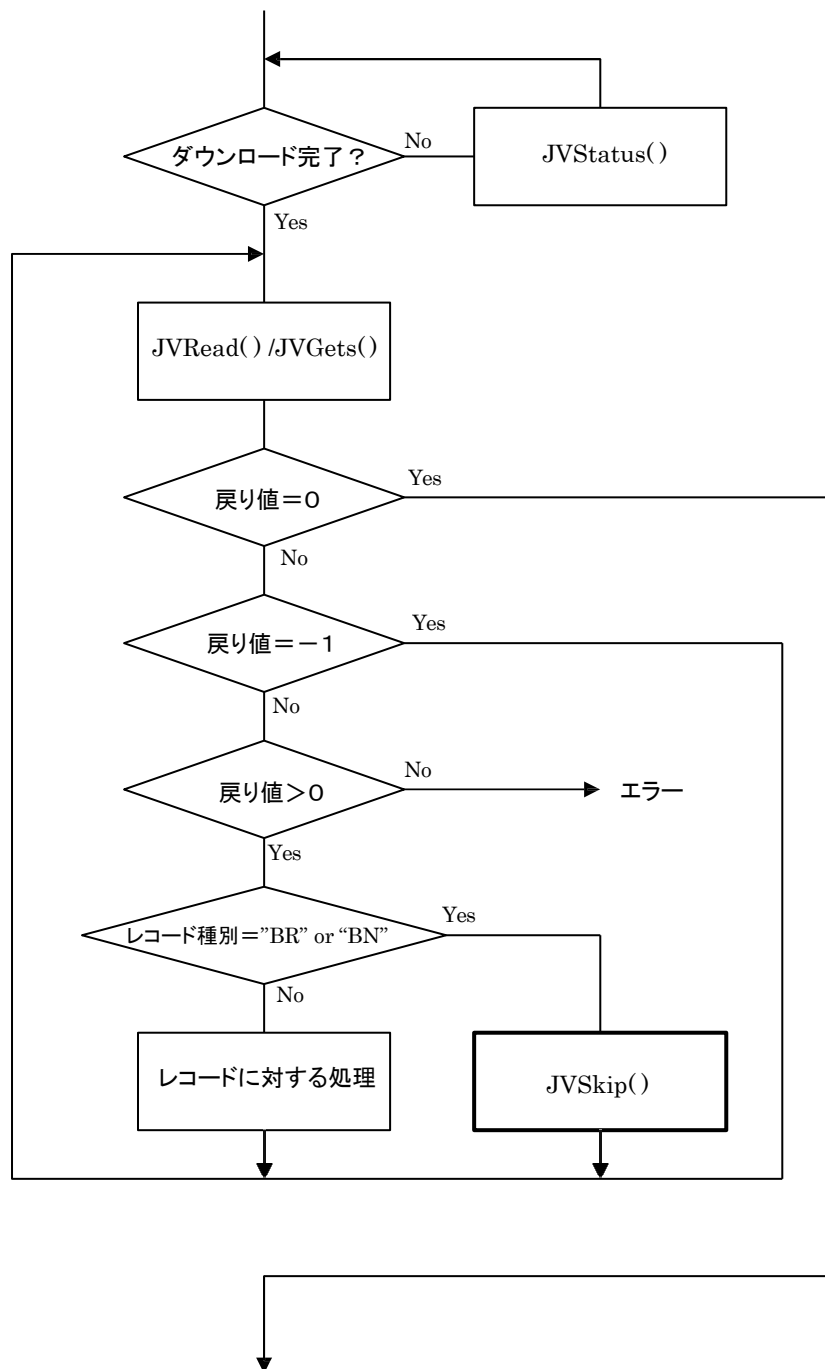 ダウンロード完了？
No
JVStatus( )
Yes
JVRead( ) /JVGets( )
戻り値＝０
Yes
No
戻り値＝－１
Yes
No
戻り値＞０
No
エラー
Yes
レコード種別＝”BR” or “BN”
Yes
No
レコードに対する処理
JVSkip( )